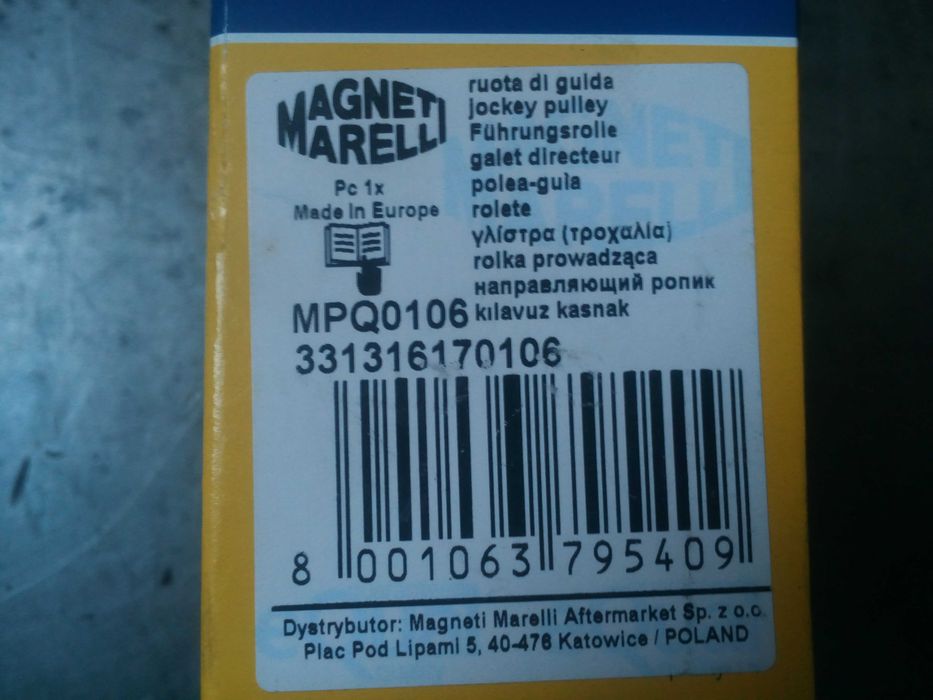 MAGNETI
MARELLI
Pc 1x
Made in Europe
ruota di guida
jockey pulley
Führungsrolle
galet directeur
polea-guia
rolete
γλίστρα (τροχαλία)
rolka prowadząca
направляющий ропик
kılavuz kasnak
MPQ0106
331316170106
8 001063 795409
Dystrybutor: Magneti Marelli Aftermarket Sp. z o.o.
Plac Pod Lipami 5, 40-476 Katowice / POLAND